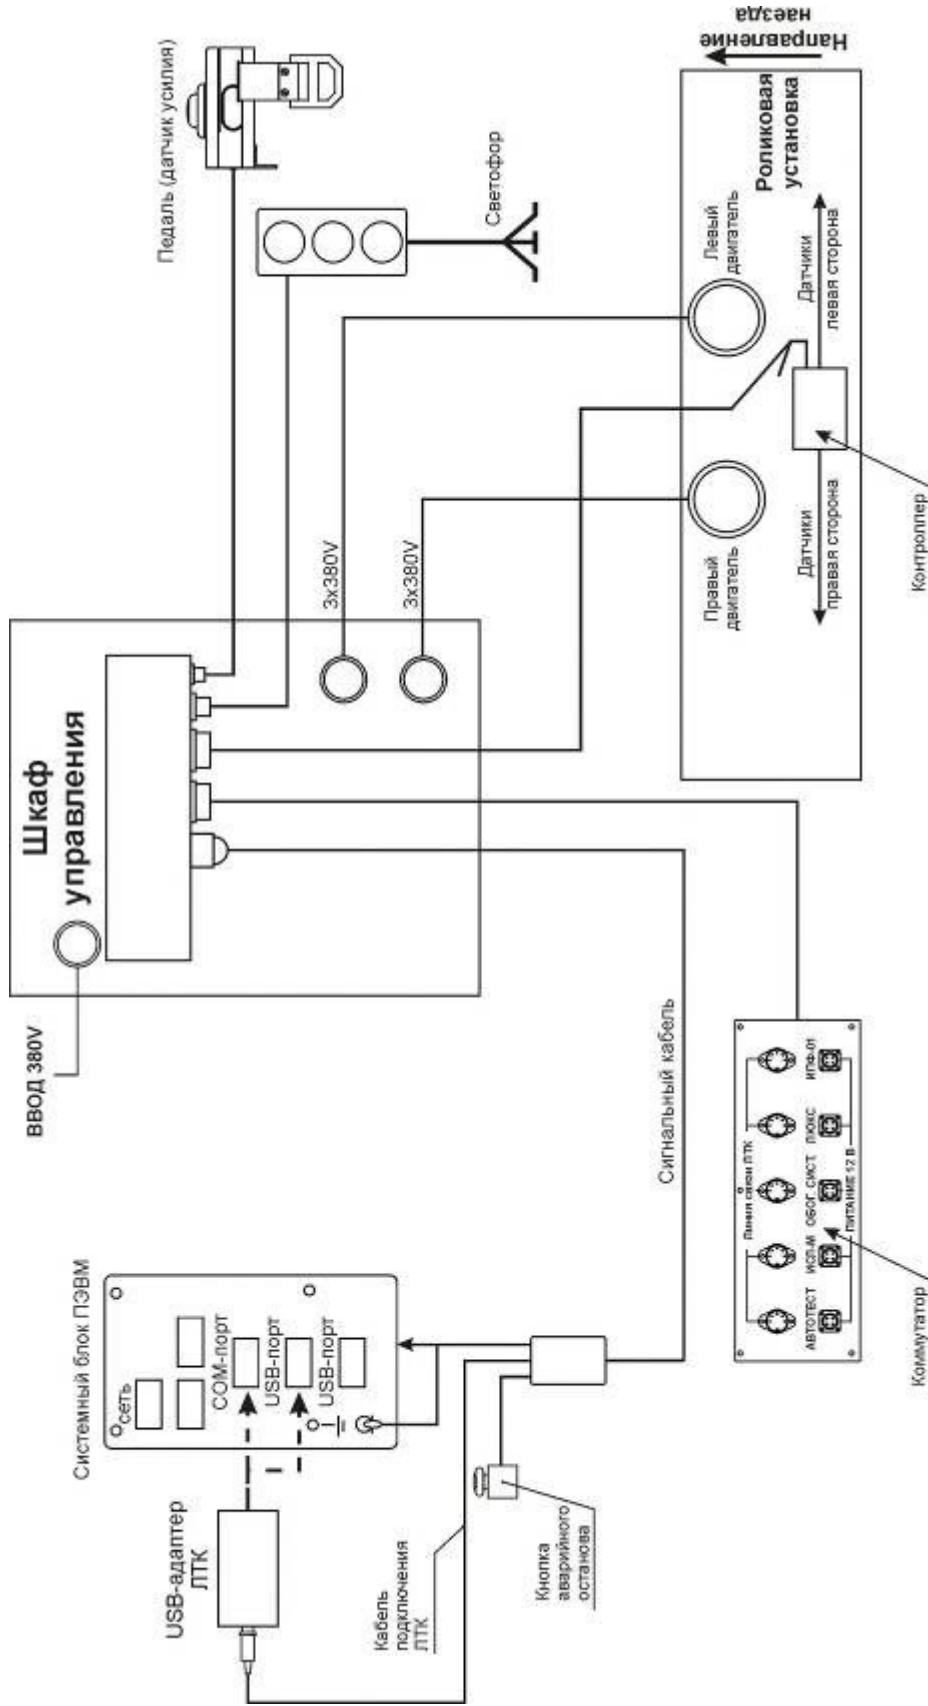 Системный блок ПЭВМ
сеть
COM-порт
USB-порт
USB-порт
USB-адаптер
ЛТК
Кабель
подключения
ЛТК
Кнопка
аварийного
останова
ВВОД 380V
Шкаф
управления
3x380V
3x380V
Сигнальный кабель
Педаль (датчик усилия)
Светофор
Линии связи ЛТК
АВТОТЕСТ
ИСЛ-М
ОБОГ. СИСТ.
ЛЮКС
ИПФ-01
ПИТАНИЕ 12 В
Коммутатор
Правый
двигатель
Левый
двигатель
Роликовая
установка
Датчики
правая сторона
Датчики
левая сторона
Контроллер
Направление
наезда